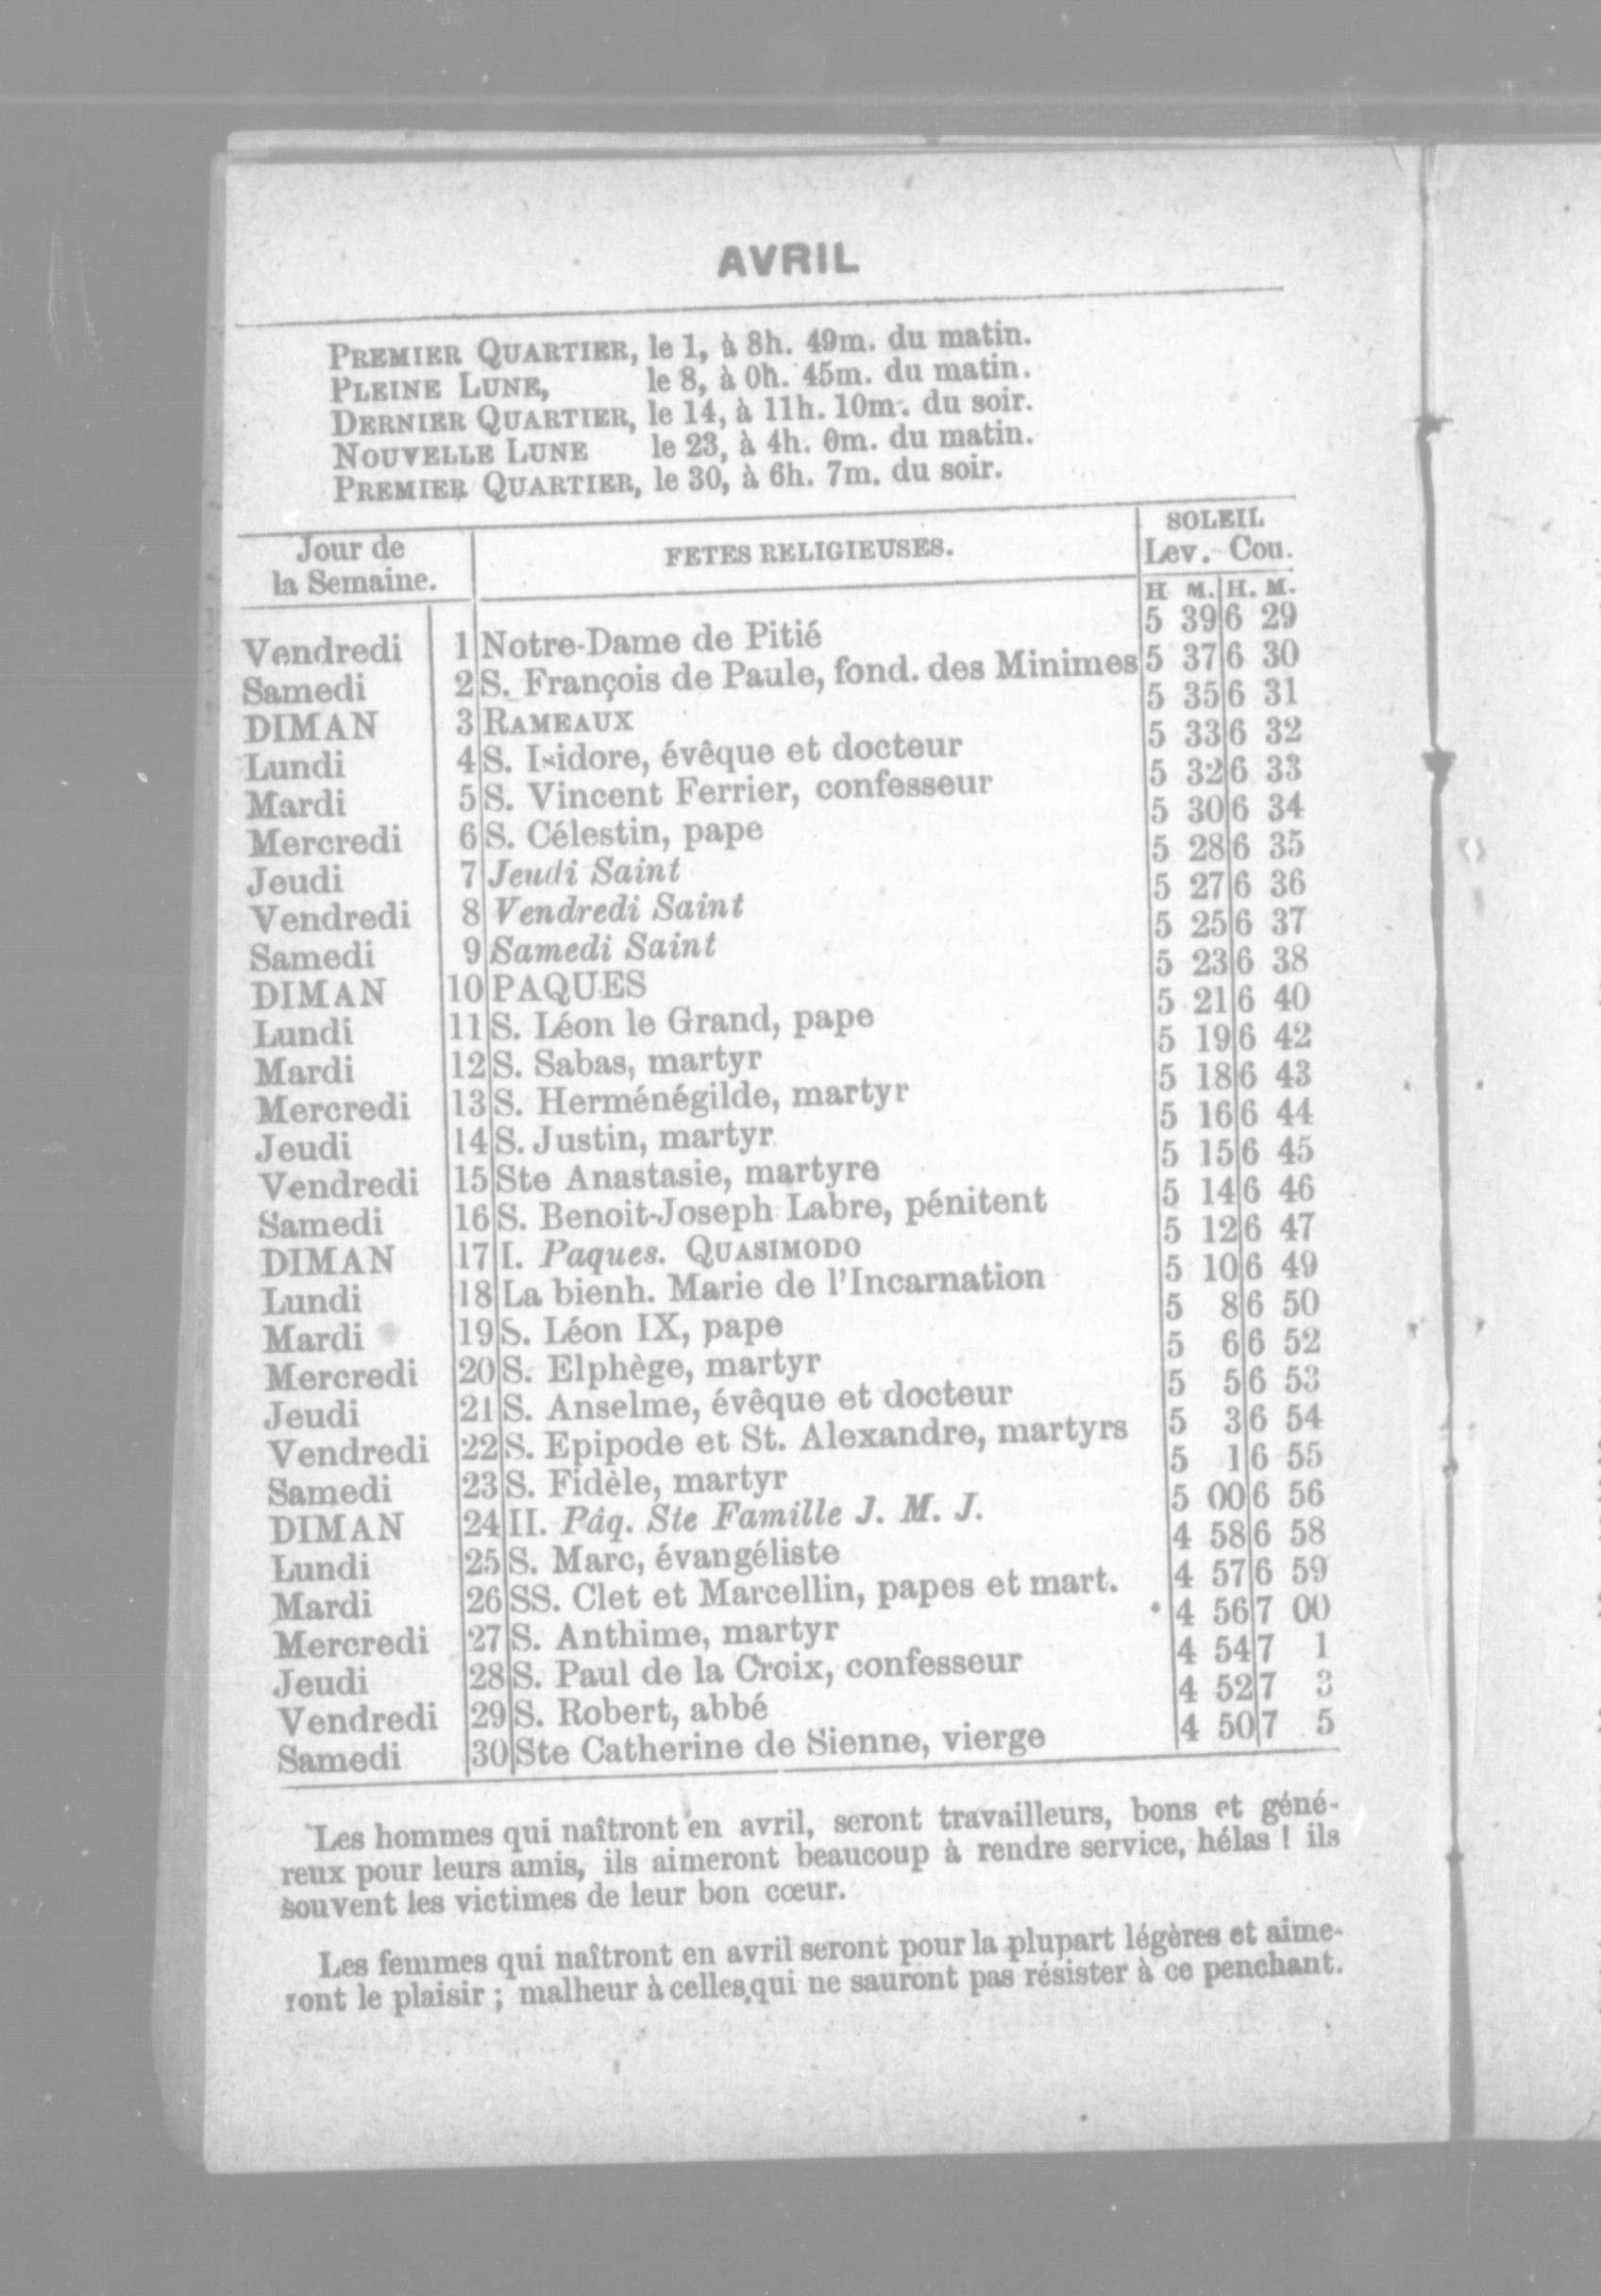 AVRIL
PREMIER QUARTIER, le 1, à 8h. 49m. du matin.
PLEINE LUNE, le 8, à 0h. 45m. du matin.
DERNIER QUARTIER, le 14, à 11h. 10m. du soir.
NOUVELLE LUNE le 23, à 4h. 0m. du matin.
PREMIER QUARTIER, le 30, à 6h. 7m. du soir.
Jour de la Semaine. FETES RELIGIEUSES. SOLEIL
Lev. Cou.
H M. H. M.
Vendredi 1 Notre-Dame de Pitié 5 39 6 29
Samedi 2 S. François de Paule, fond. des Minimes 5 37 6 30
DIMAN 3 RAMEAUX 5 35 6 31
Lundi 4 S. Isidore, évêque et docteur 5 33 6 32
Mardi 5 S. Vincent Ferrier, confesseur 5 32 6 33
Mercredi 6 S. Célestin, pape 5 30 6 34
Jeudi 7 Jeudi Saint 5 28 6 35
Vendredi 8 Vendredi Saint 5 27 6 36
Samedi 9 Samedi Saint 5 25 6 37
DIMAN 10 PAQUES 5 23 6 38
Lundi 11 S. Léon le Grand, pape 5 21 6 40
Mardi 12 S. Sabas, martyr 5 19 6 42
Mercredi 13 S. Herménégilde, martyr 5 18 6 43
Jeudi 14 S. Justin, martyr 5 16 6 44
Vendredi 15 Ste Anastasie, martyre 5 15 6 45
Samedi 16 S. Benoit-Joseph Labre, pénitent 5 14 6 46
DIMAN 17 I. Paques. QUASIMODO 5 12 6 47
Lundi 18 La bienh. Marie de l'Incarnation 5 10 6 49
Mardi 19 S. Léon IX, pape 5 8 6 50
Mercredi 20 S. Elphège, martyr 5 6 6 52
Jeudi 21 S. Anselme, évêque et docteur 5 5 6 53
Vendredi 22 S. Epipode et St. Alexandre, martyrs 5 3 6 54
Samedi 23 S. Fidèle, martyr 5 1 6 55
DIMAN 24 II. Pâq. Ste Famille J. M. J. 5 00 6 56
Lundi 25 S. Marc, évangéliste 4 58 6 58
Mardi 26 SS. Clet et Marcellin, papes et mart. 4 57 6 59
Mercredi 27 S. Anthime, martyr 4 56 7 00
Jeudi 28 S. Paul de la Croix, confesseur 4 54 7 1
Vendredi 29 S. Robert, abbé 4 52 7 3
Samedi 30 Ste Catherine de Sienne, vierge 4 50 7 5
Les hommes qui naîtront en avril, seront travailleurs, bons et géné-
reux pour leurs amis, ils aimeront beaucoup à rendre service, hélas ! ils
souvent les victimes de leur bon cœur.
Les femmes qui naîtront en avril seront pour la plupart légères et aime-
ront le plaisir ; malheur à celles qui ne sauront pas résister à ce penchant.